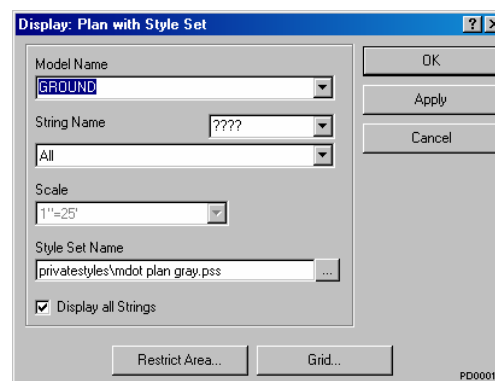 Display: Plan with Style Set
Model Name
GROUND
String Name
????
All
Scale
1"=25'
Style Set Name
privatestyles\mdot plan gray.pss
...
Display all Strings
Restrict Area...
Grid...
OK
Apply
Cancel
PD0001